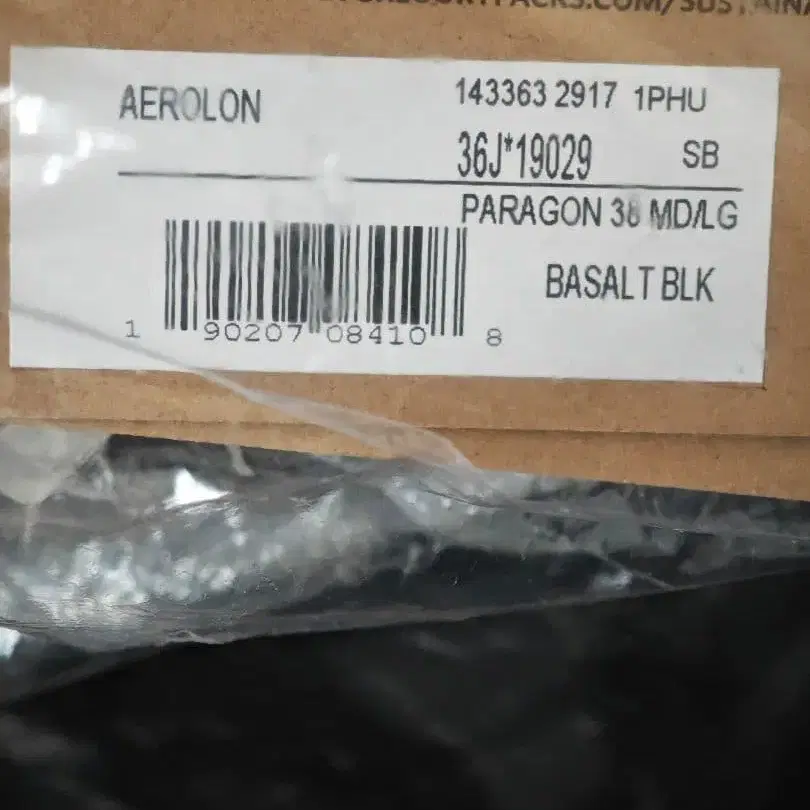 AEROLON
143363 2917 1PHU
36J*19029 SB
PARAGON 38 MD/LG
BASALT BLK
1 90207 08410 8